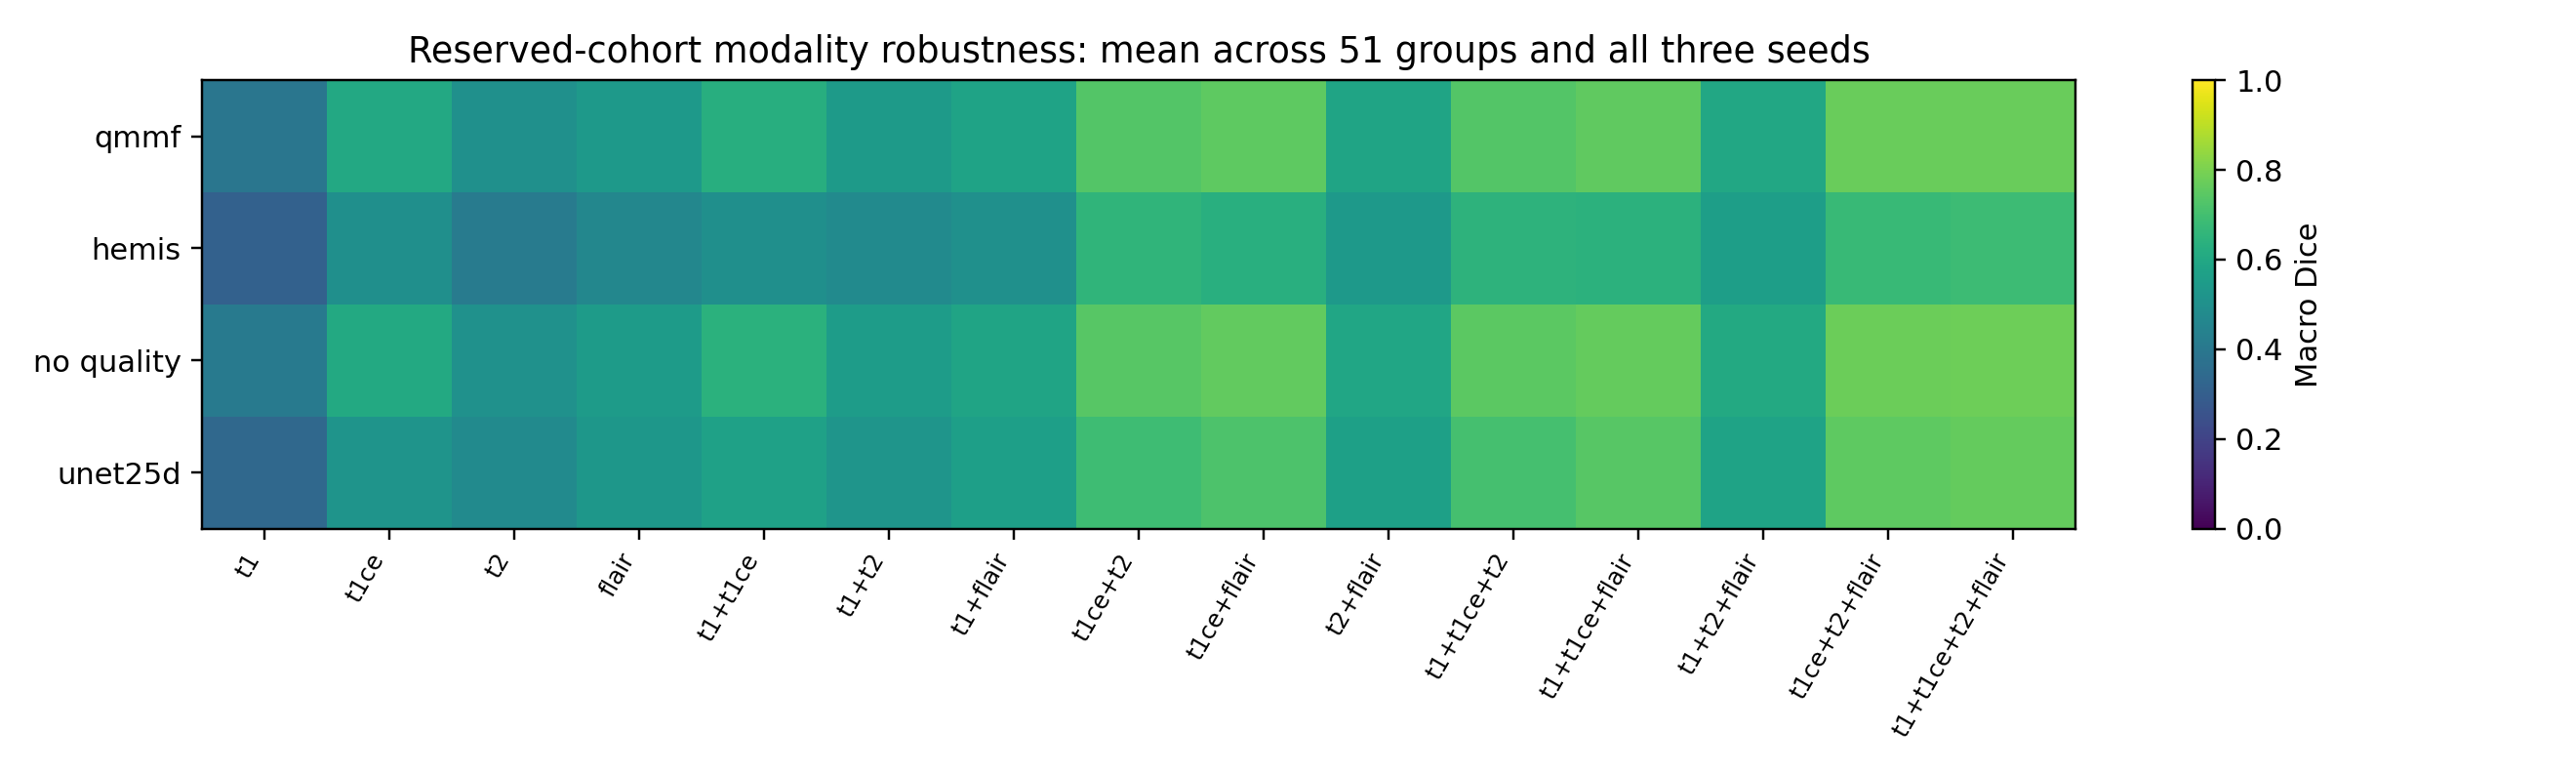 Reserved-cohort modality robustness: mean across 51 groups and all three seeds
qmmf
hemis
no quality
unet25d
t1
t1ce
t2
flair
t1+t1ce
t1+t2
t1+flair
t1ce+t2
t1ce+flair
t2+flair
t1+t1ce+t2
t1+t1ce+flair
t1+t2+flair
t1ce+t2+flair
t1+t1ce+t2+flair
1.0
0.8
0.6
0.4
0.2
0.0
Macro Dice